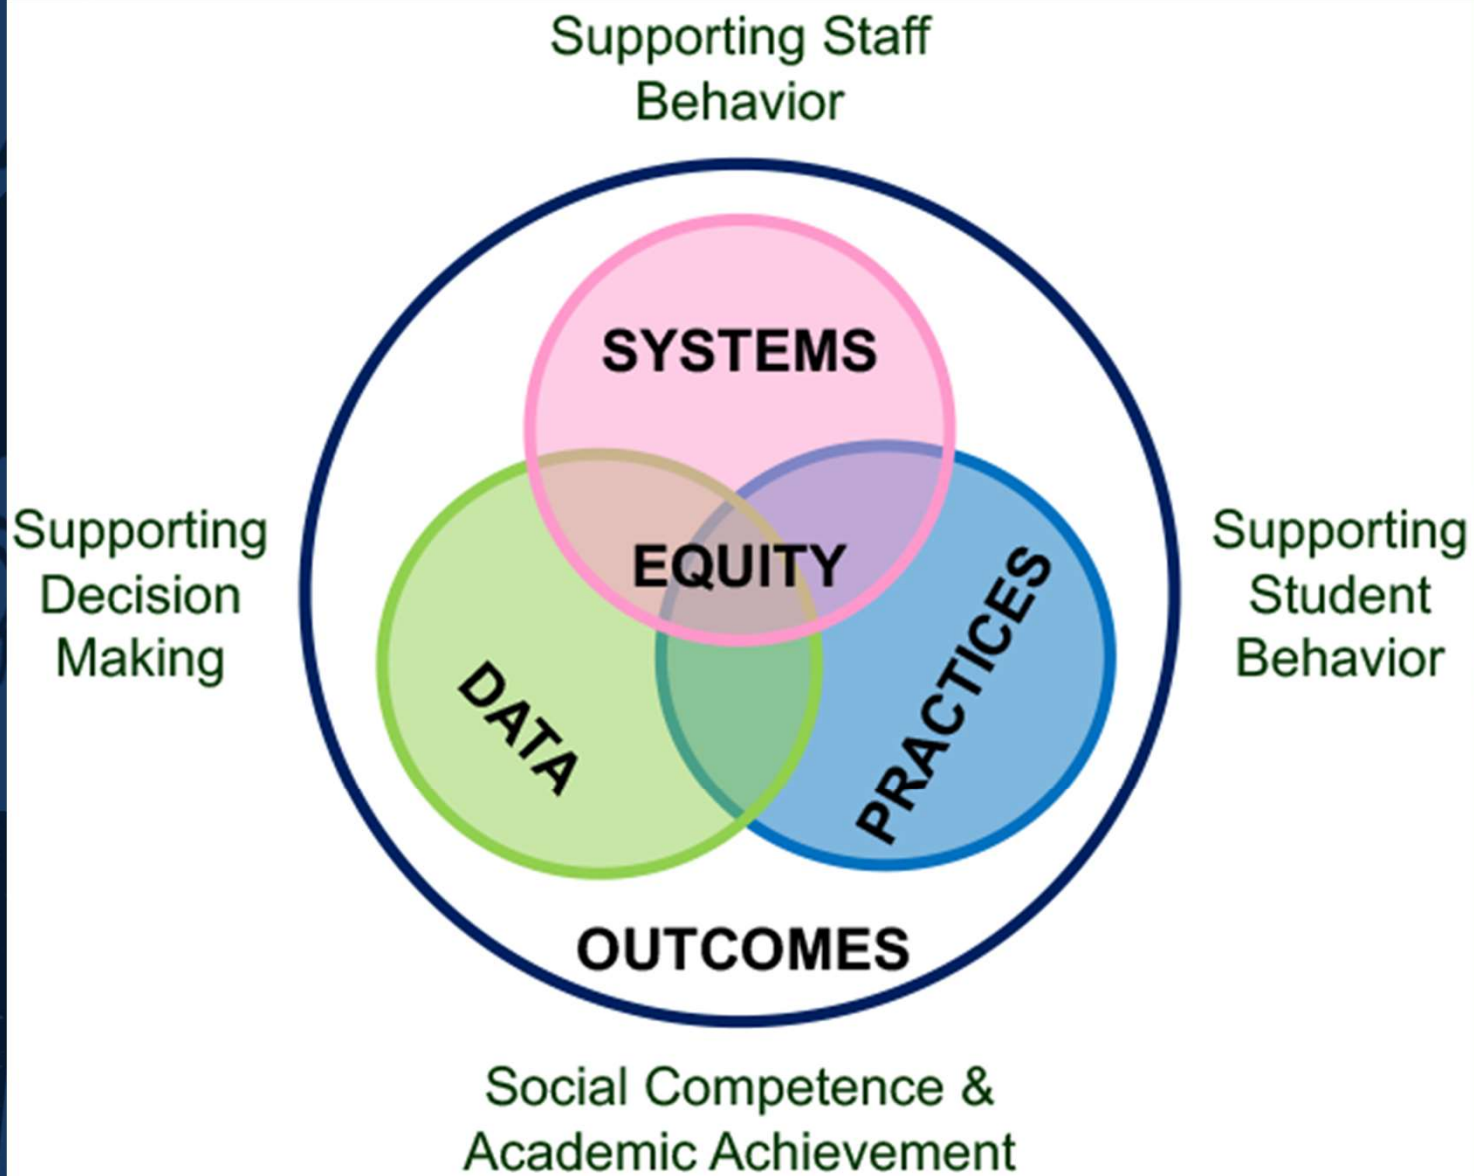 Supporting Staff
Behavior
SYSTEMS
Supporting
Decision
Making
EQUITY
DATA
PRACTICES
Supporting
Student
Behavior
OUTCOMES
Social Competence &
Academic Achievement